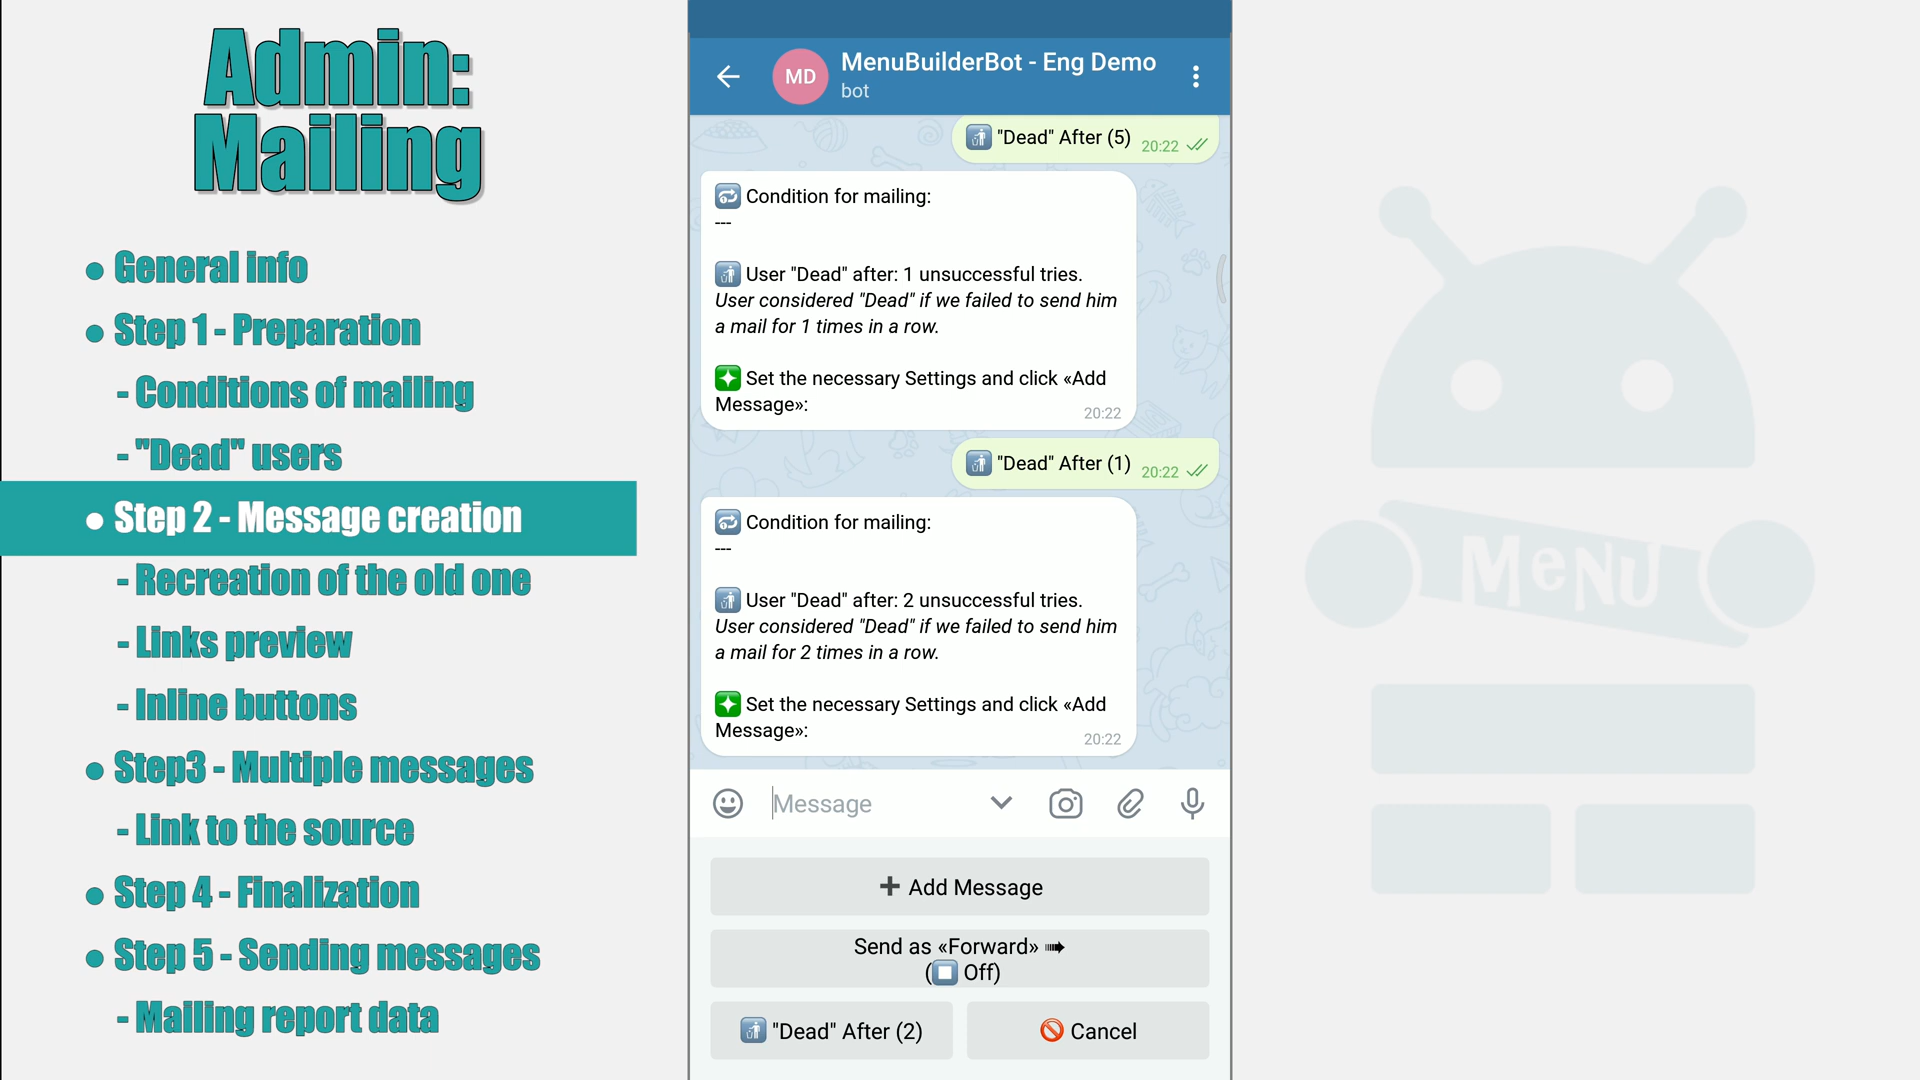 Admin:
Mailing
• General info
• Step 1 - Preparation
- Conditions of mailing
- "Dead" users
• Step 2 - Message creation
- Recreation of the old one
- Links preview
- Inline buttons
• Step3 - Multiple messages
- Link to the source
• Step 4 - Finalization
• Step 5 - Sending messages
- Mailing report data
MD
MenuBuilderBot - Eng Demo
bot
"Dead" After (5) 20:22
Condition for mailing:
---
User "Dead" after: 1 unsuccessful tries.
User considered "Dead" if we failed to send him
a mail for 1 times in a row.
Set the necessary Settings and click «Add
Message»:
20:22
"Dead" After (1) 20:22
Condition for mailing:
---
User "Dead" after: 2 unsuccessful tries.
User considered "Dead" if we failed to send him
a mail for 2 times in a row.
Set the necessary Settings and click «Add
Message»:
20:22
Message
➕ Add Message
Send as «Forward» ➠
(⏹ Off)
"Dead" After (2)
Cancel
MeNU